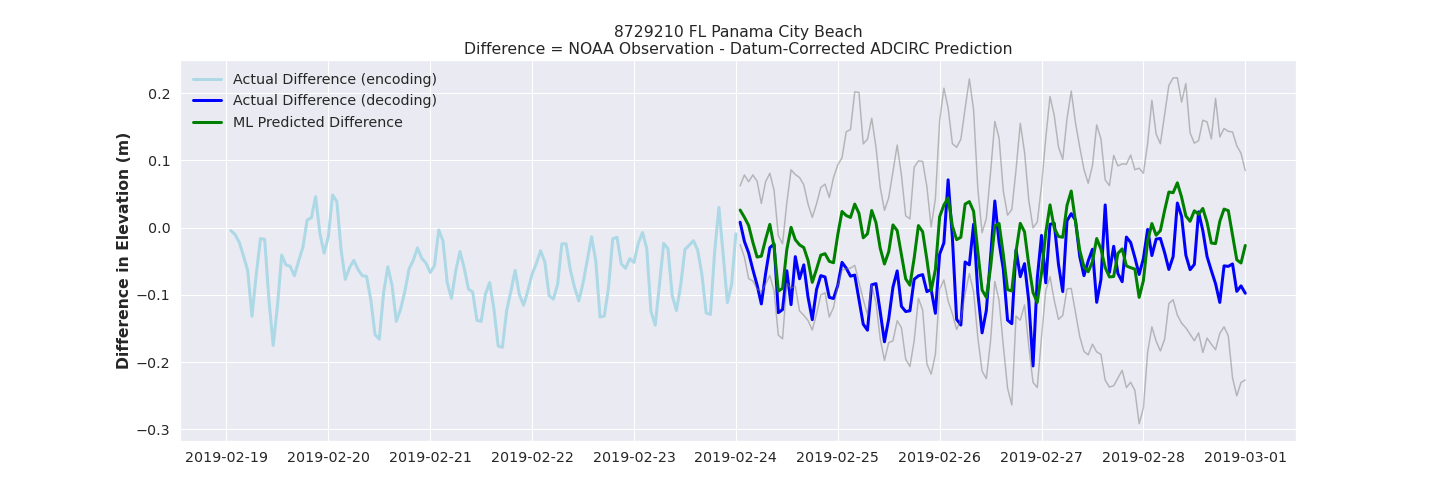 8729210 FL Panama City Beach
Difference = NOAA Observation - Datum-Corrected ADCIRC Prediction
Actual Difference (encoding)
Actual Difference (decoding)
ML Predicted Difference
Difference in Elevation (m)
0.2
0.1
0.0
−0.1
−0.2
−0.3
2019-02-19 2019-02-20 2019-02-21 2019-02-22 2019-02-23 2019-02-24 2019-02-25 2019-02-26 2019-02-27 2019-02-28 2019-03-01